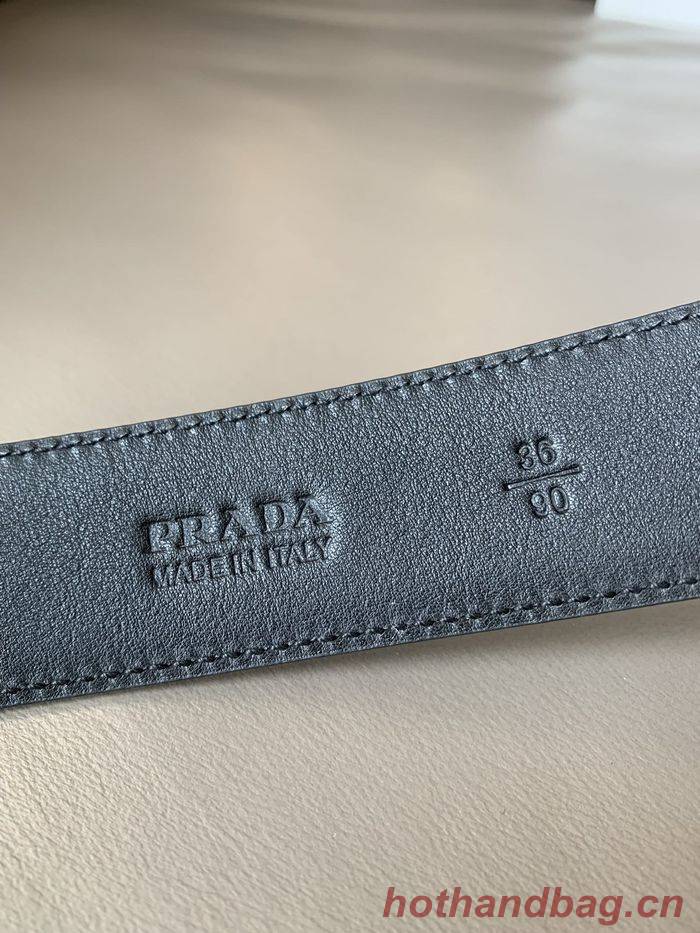 36
90
PRADA
MADE IN ITALY
hothandbag.cn